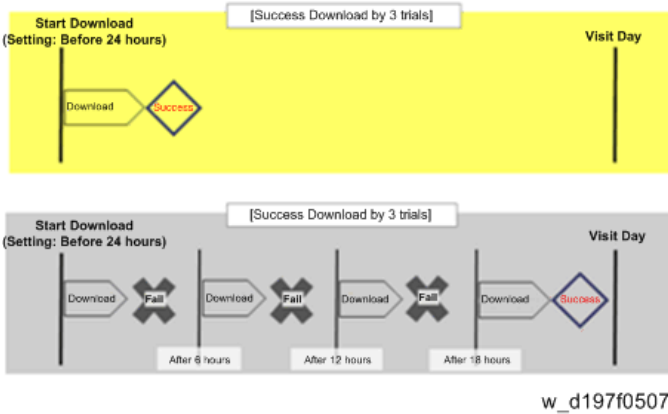 [Success Download by 3 trials]
Start Download
(Setting: Before 24 hours)
Visit Day
Download
Success
[Success Download by 3 trials]
Start Download
(Setting: Before 24 hours)
Visit Day
Download
Fail
Download
Fail
Download
Fail
Download
Success
After 6 hours
After 12 hours
After 18 hours
w_d197f0507